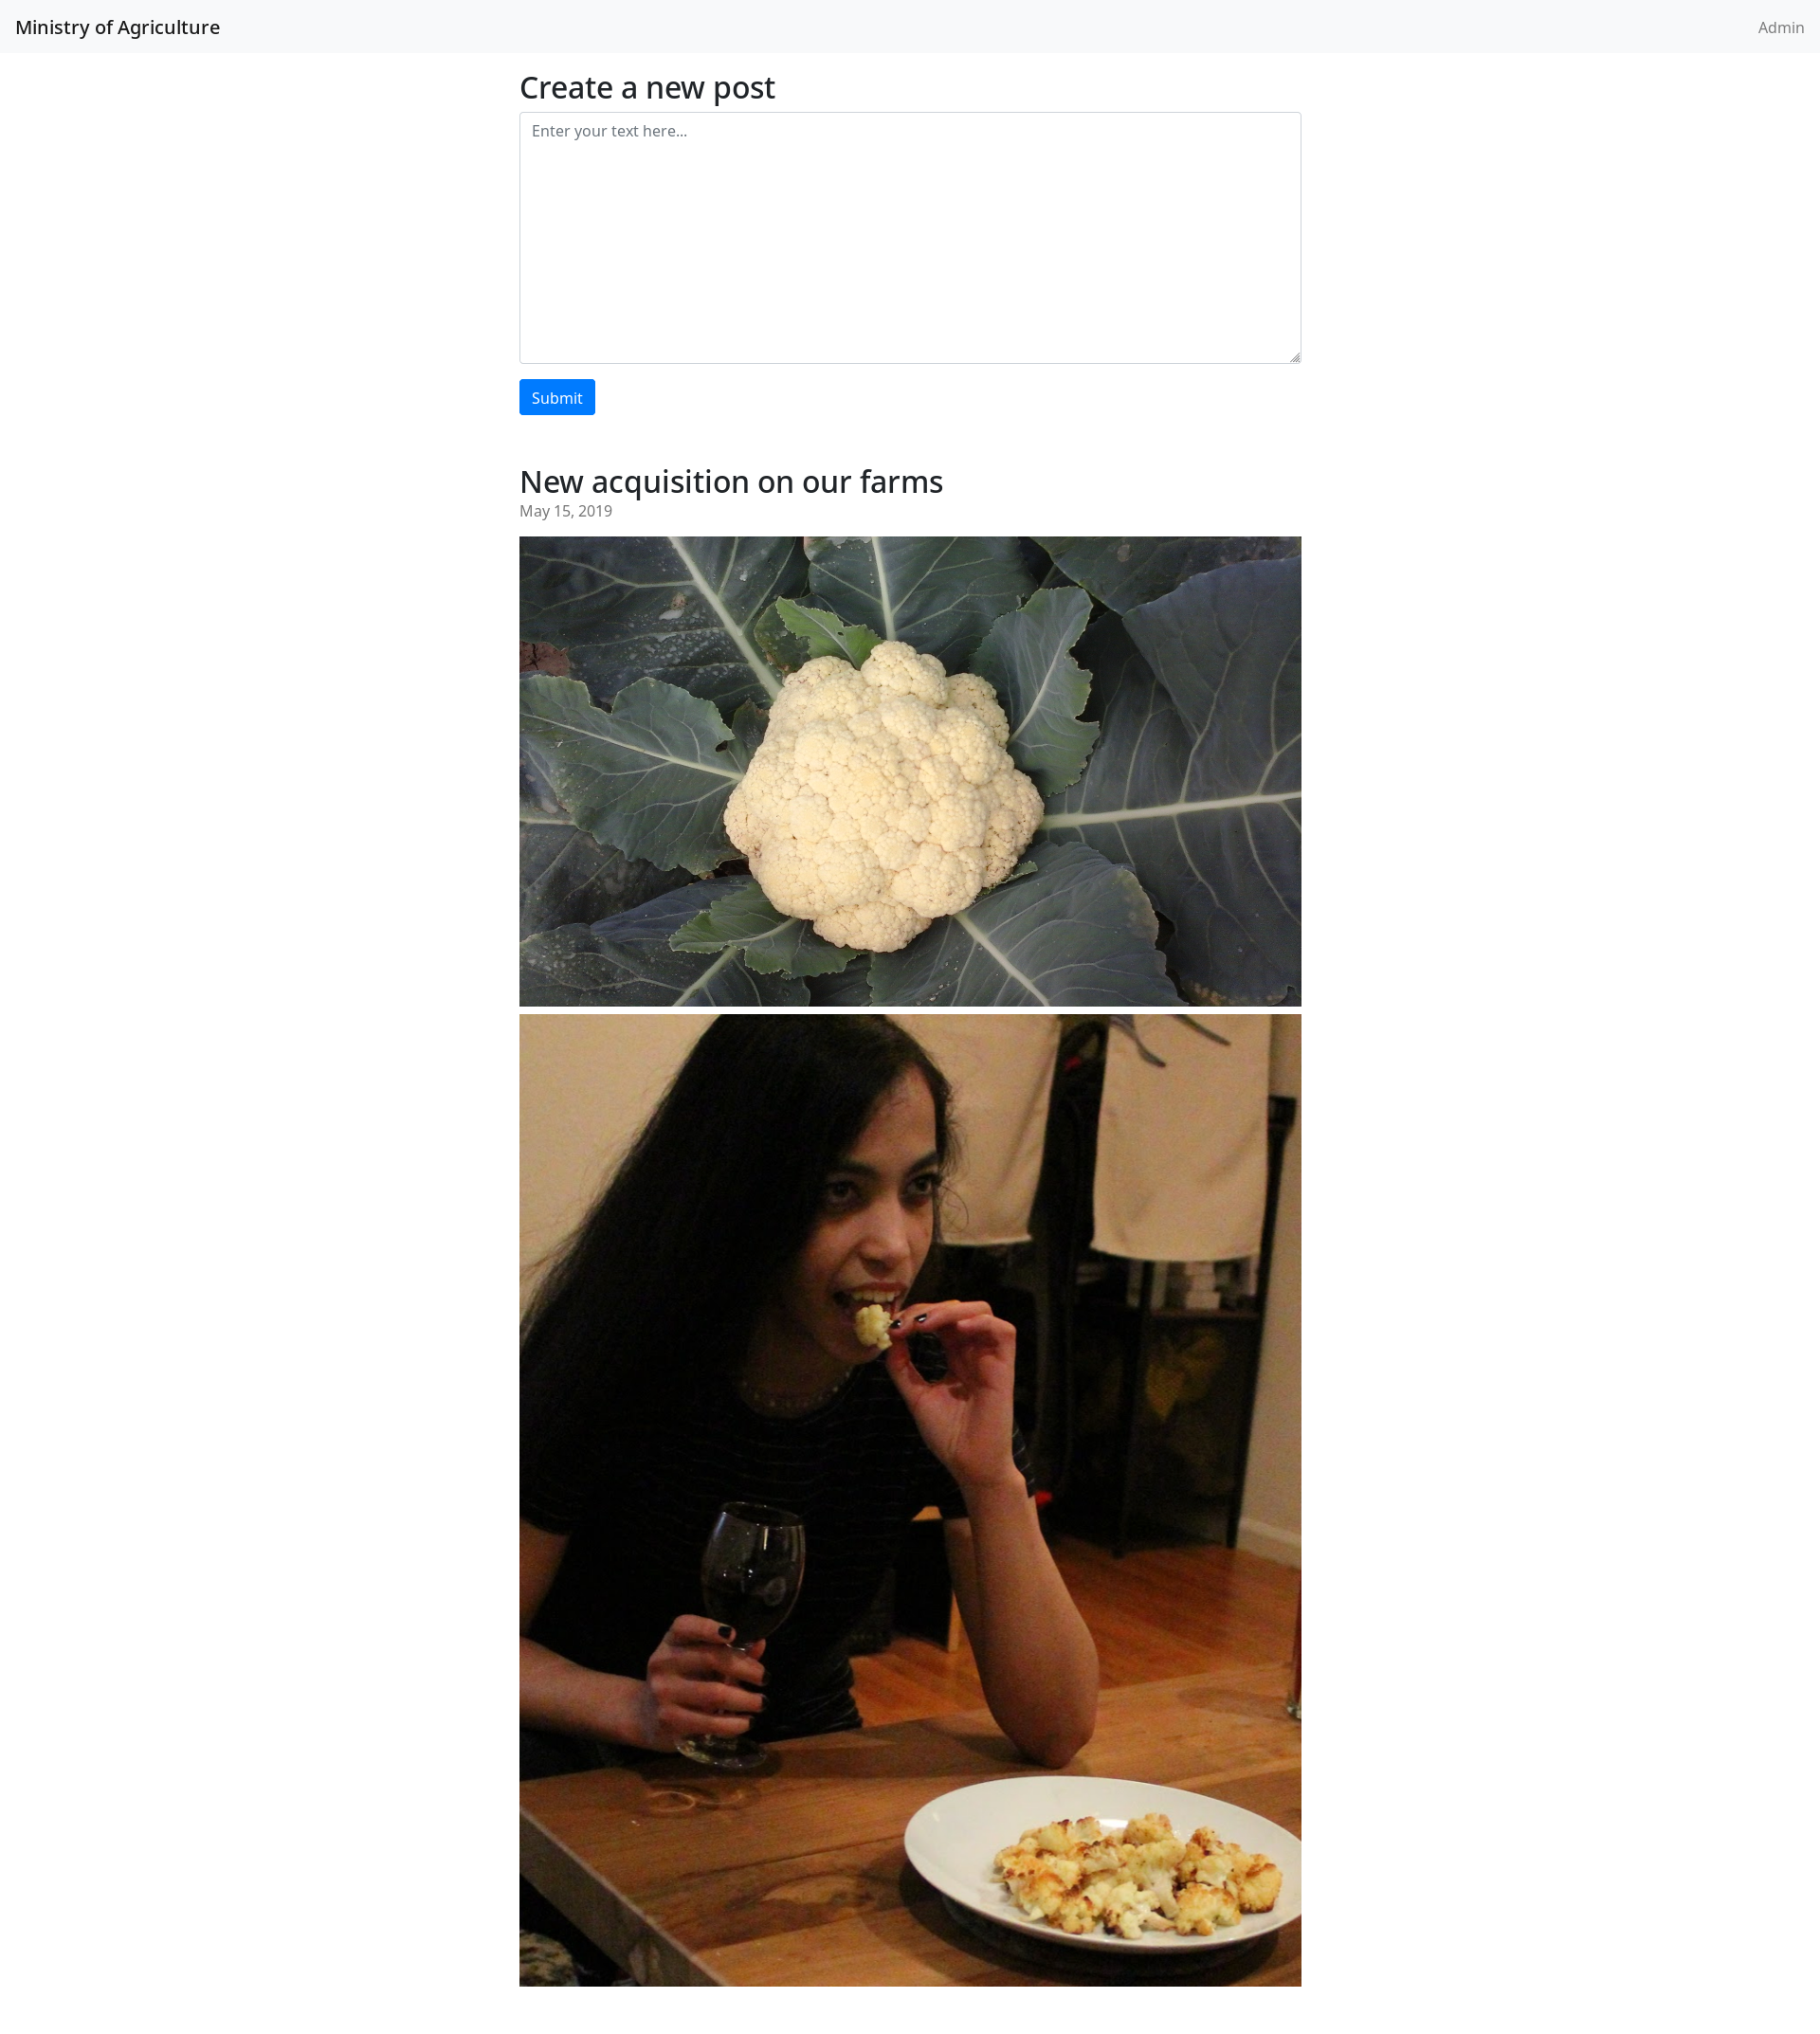 Ministry of Agriculture
Admin
Create a new post
Enter your text here...
Submit
New acquisition on our farms
May 15, 2019